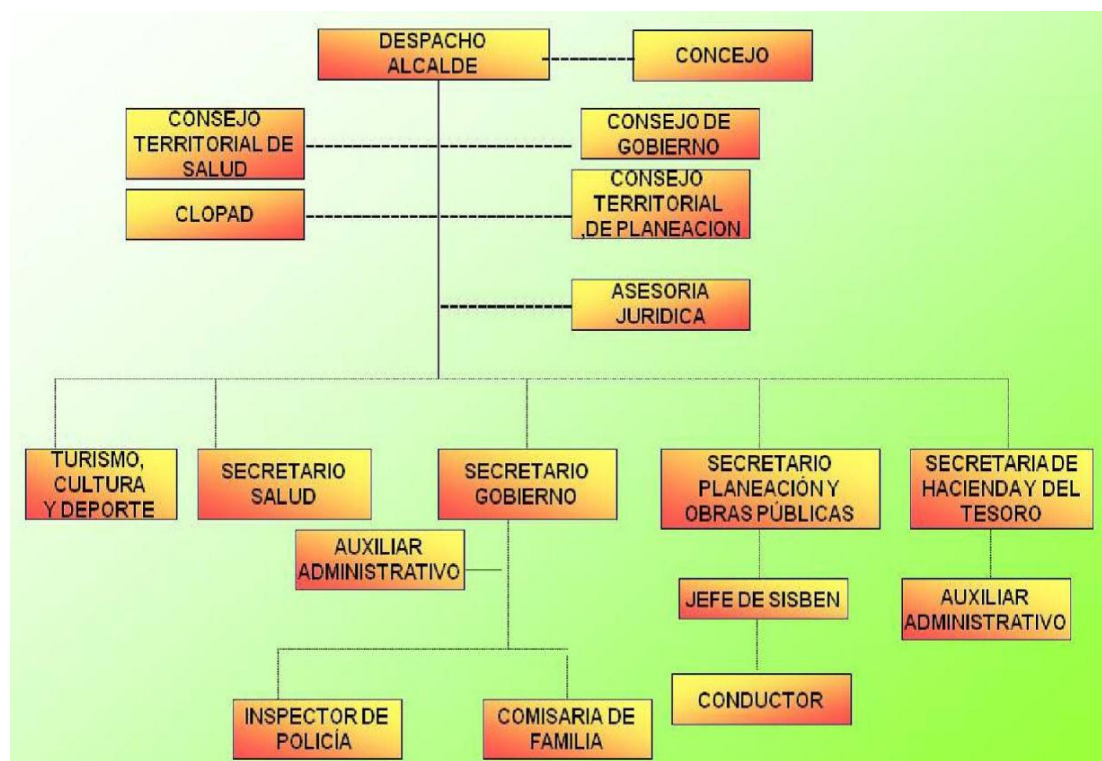 DESPACHO
ALCALDE
CONCEJO
CONSEJO
TERRITORIAL DE
SALUD
CONSEJO DE
GOBIERNO
CLOPAD
CONSEJO
TERRITORIAL
,DE PLANEACION
ASESORIA
JURIDICA
TURISMO,
CULTURA
Y DEPORTE
SECRETARIO
SALUD
SECRETARIO
GOBIERNO
SECRETARIO
PLANEACIÓN Y
OBRAS PÚBLICAS
SECRETARIA DE
HACIENDA Y DEL
TESORO
AUXILIAR
ADMINISTRATIVO
JEFE DE SISBEN
AUXILIAR
ADMINISTRATIVO
INSPECTOR DE
POLICÍA
COMISARIA DE
FAMILIA
CONDUCTOR